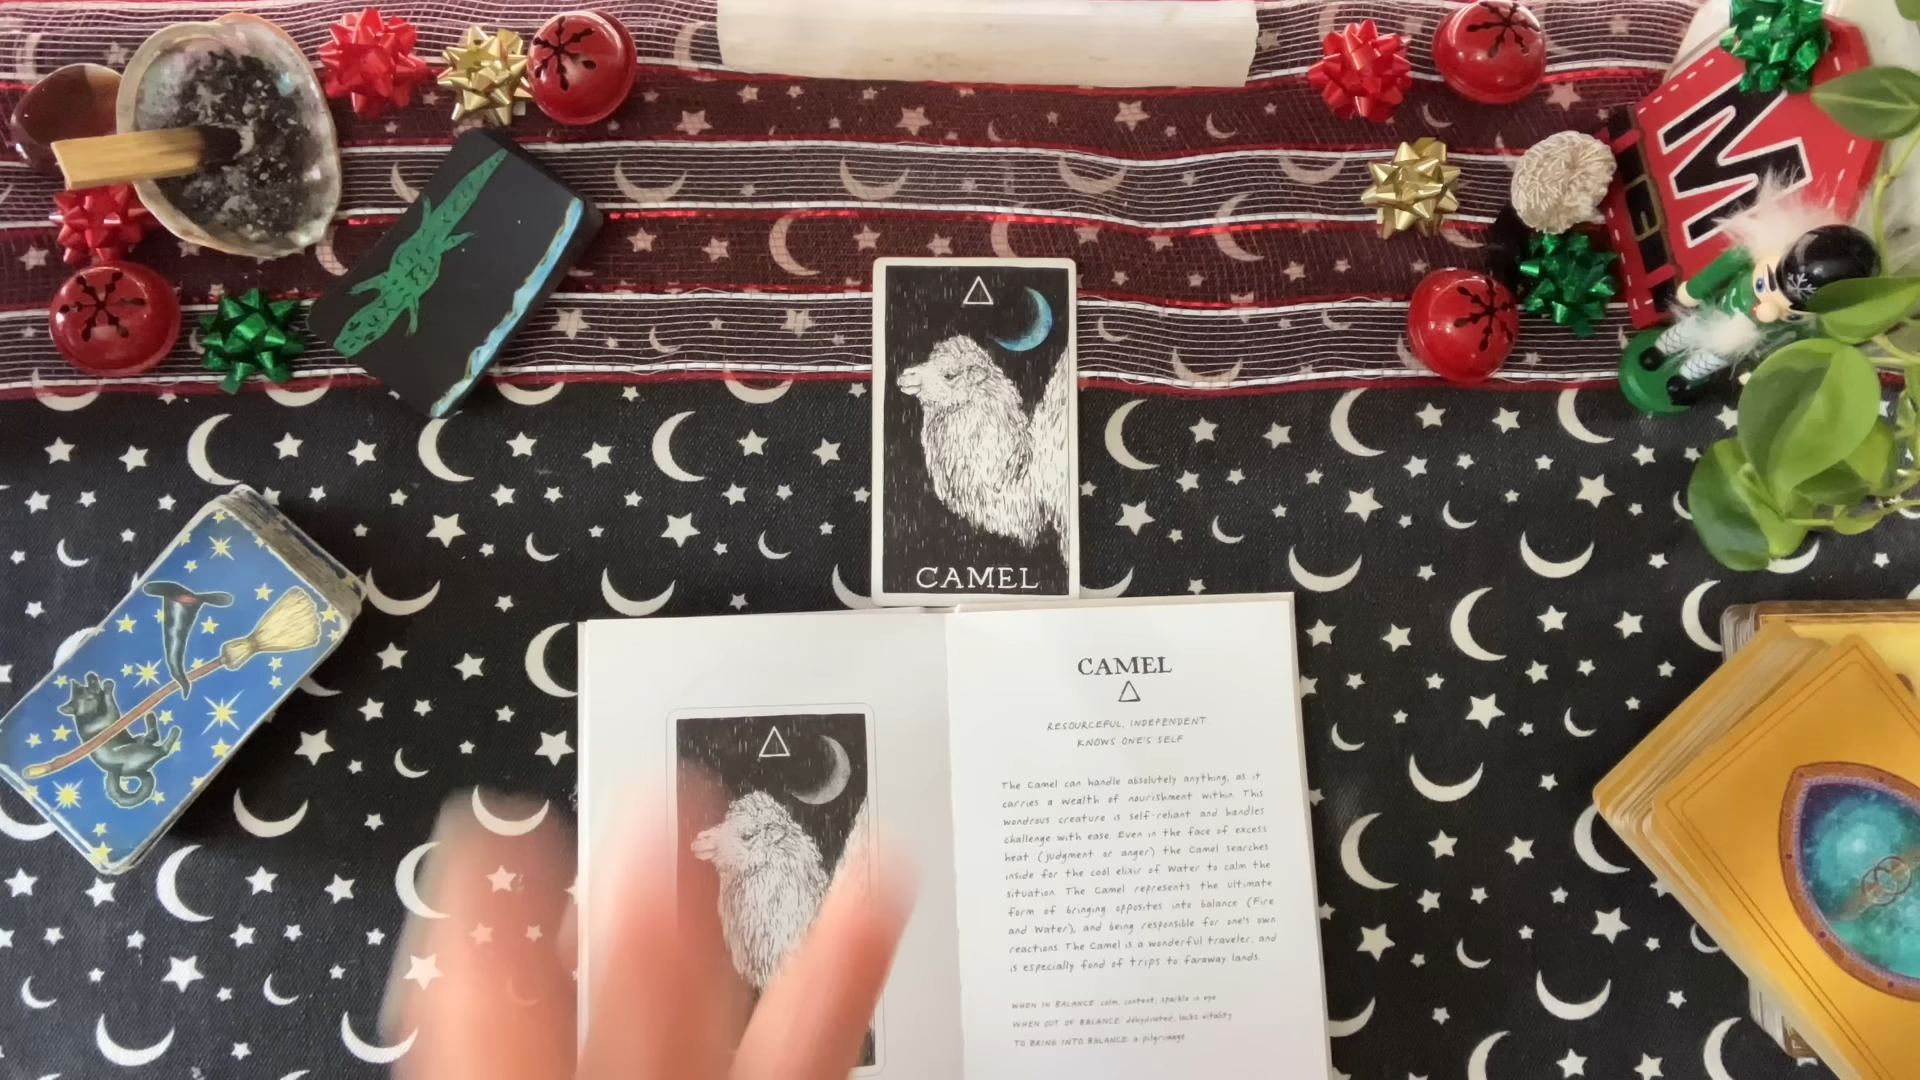 M
CAMEL
CAMEL
RESOURCEFUL, INDEPENDENT
KNOWS ONE'S SELF
The Camel can handle absolutely anything, as it
carries a wealth of nourishment within. This
wondrous creature is self-reliant and handles
challenge with ease. Even in the face of excess
heat (judgment or anger) the Camel searches
inside for the cool elixir of Water to calm the
situation. The Camel represents the ultimate
form of bringing opposites into balance (Fire
and Water), and being responsible for one's own
reactions. The Camel is a wonderful traveler, and
is especially fond of trips to faraway lands.
WHEN IN BALANCE: calm, content, sparkle in eye
WHEN OUT OF BALANCE: dehydrated, lacks vitality
TO BRING INTO BALANCE: a pilgrimage